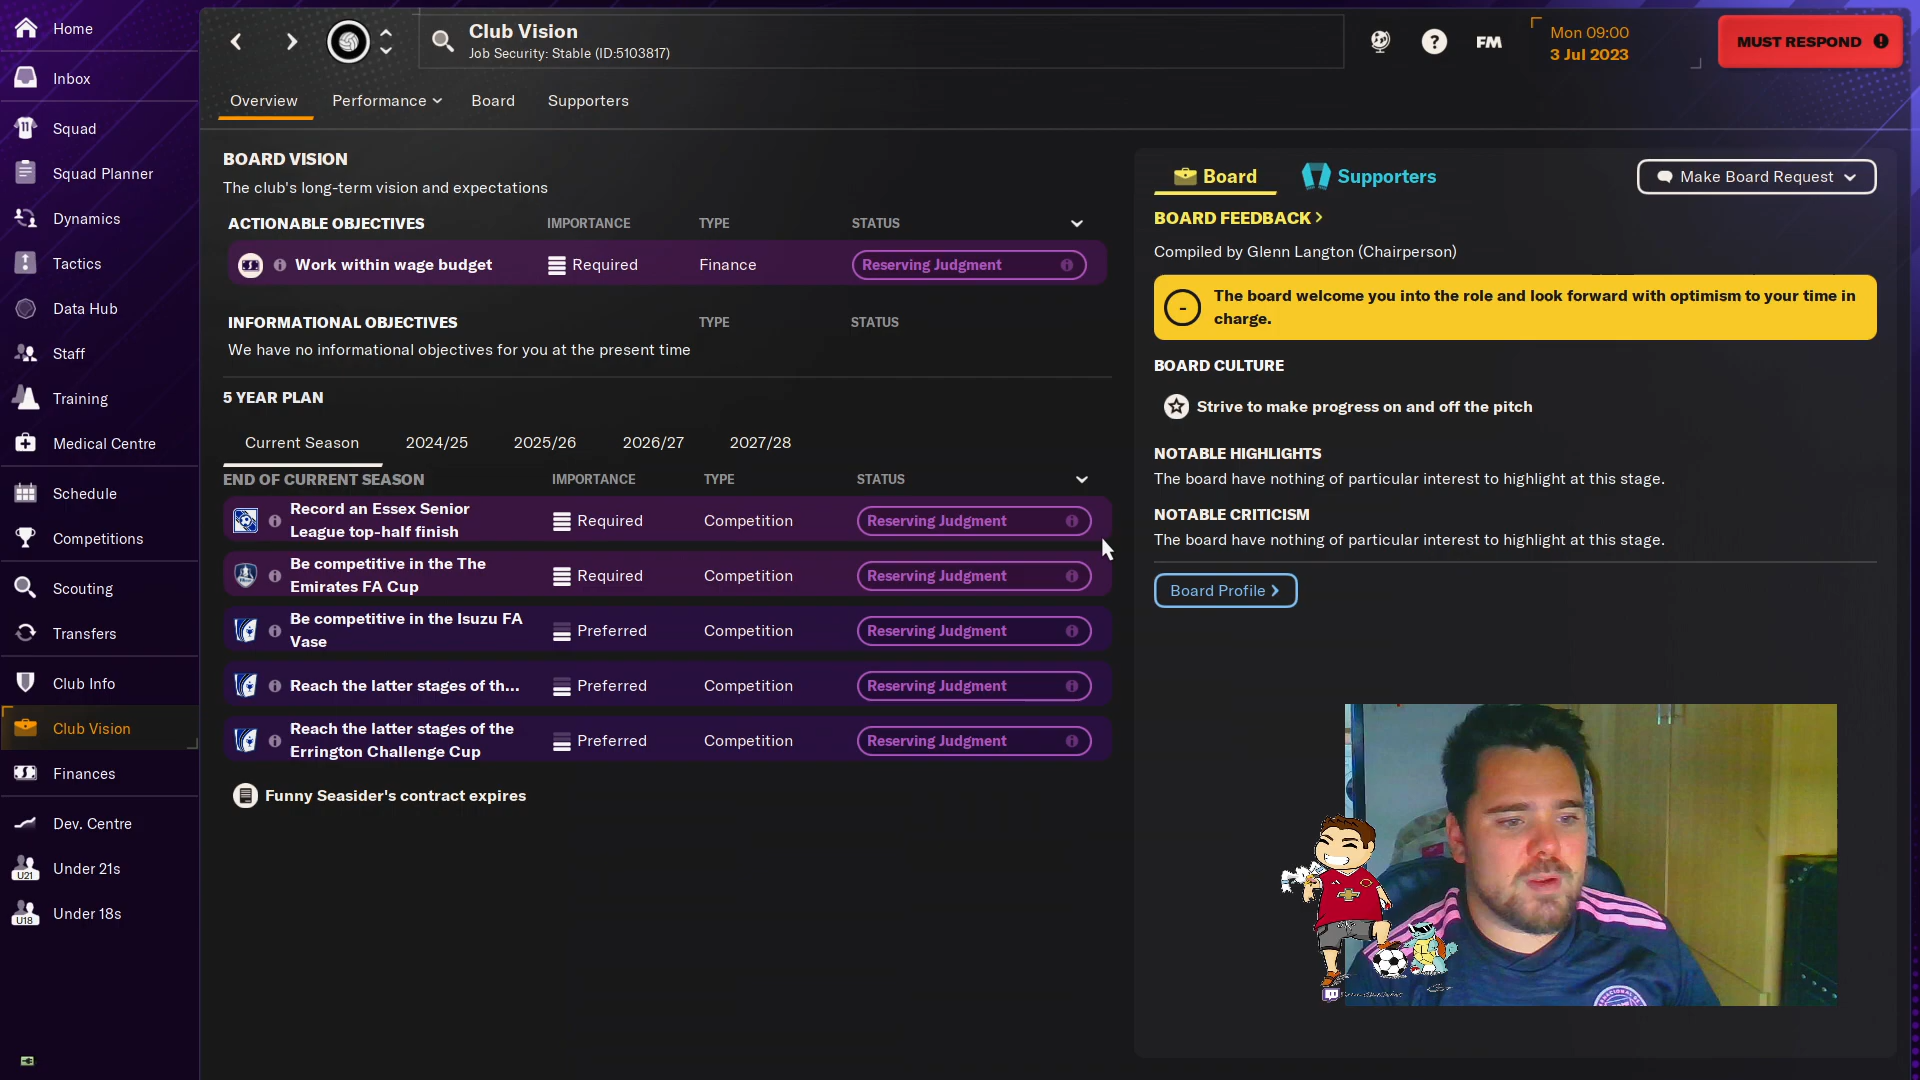 Home
Inbox
Squad
Squad Planner
Dynamics
Tactics
Data Hub
Staff
Training
Medical Centre
Schedule
Competitions
Scouting
Transfers
Club Info
Club Vision
Finances
Dev. Centre
U21
Under 21s
U18
Under 18s
Club Vision
Job Security: Stable (ID:5103817)
?
FM
Mon 09:00
3 Jul 2023
MUST RESPOND
Overview
Performance
Board
Supporters
BOARD VISION
The club's long-term vision and expectations
ACTIONABLE OBJECTIVES IMPORTANCE TYPE STATUS
Work within wage budget Required Finance Reserving Judgment
INFORMATIONAL OBJECTIVES TYPE STATUS
We have no informational objectives for you at the present time
5 YEAR PLAN
Current Season 2024/25 2025/26 2026/27 2027/28
END OF CURRENT SEASON IMPORTANCE TYPE STATUS
Record an Essex Senior
League top-half finish Required Competition Reserving Judgment
Be competitive in the The
Emirates FA Cup Required Competition Reserving Judgment
Be competitive in the Isuzu FA
Vase Preferred Competition Reserving Judgment
Reach the latter stages of th... Preferred Competition Reserving Judgment
Reach the latter stages of the
Errington Challenge Cup Preferred Competition Reserving Judgment
Funny Seasider's contract expires
Board
Supporters
Make Board Request
BOARD FEEDBACK >
Compiled by Glenn Langton (Chairperson)
The board welcome you into the role and look forward with optimism to your time in
charge.
BOARD CULTURE
Strive to make progress on and off the pitch
NOTABLE HIGHLIGHTS
The board have nothing of particular interest to highlight at this stage.
NOTABLE CRITICISM
The board have nothing of particular interest to highlight at this stage.
Board Profile >